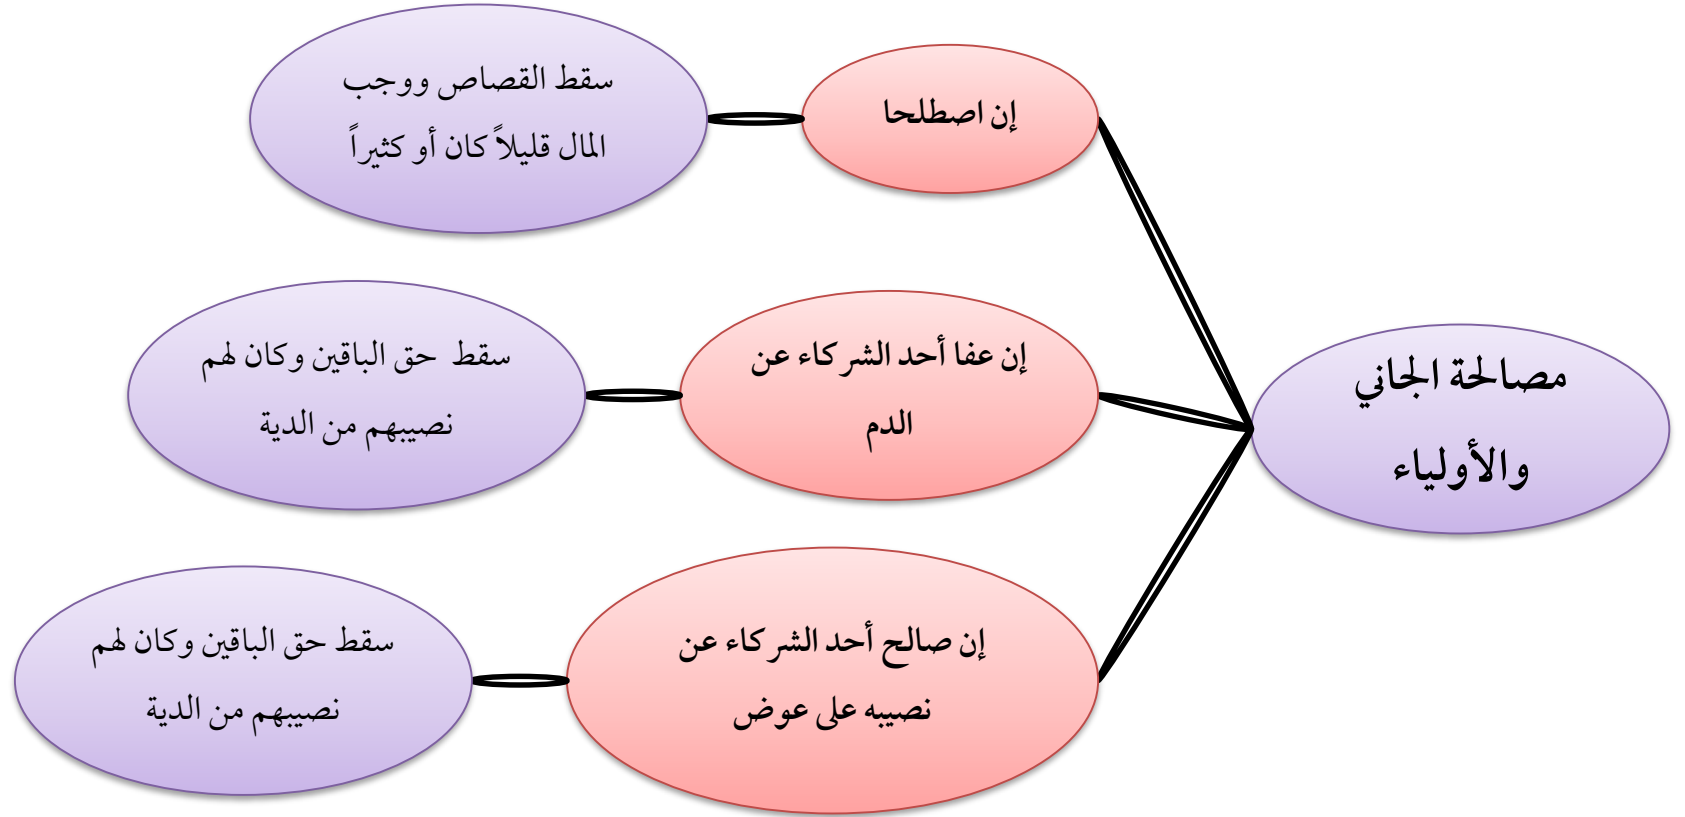 مصالحة الجاني
والأولياء
إن اصطلحا
سقط القصاص ووجب
المال قليلاً كان أو كثيراً
إن عفا أحد الشركاء عن
الدم
سقط حق الباقين وكان لهم
نصيبهم من الدية
إن صالح أحد الشركاء عن
نصيبه على عوض
سقط حق الباقين وكان لهم
نصيبهم من الدية